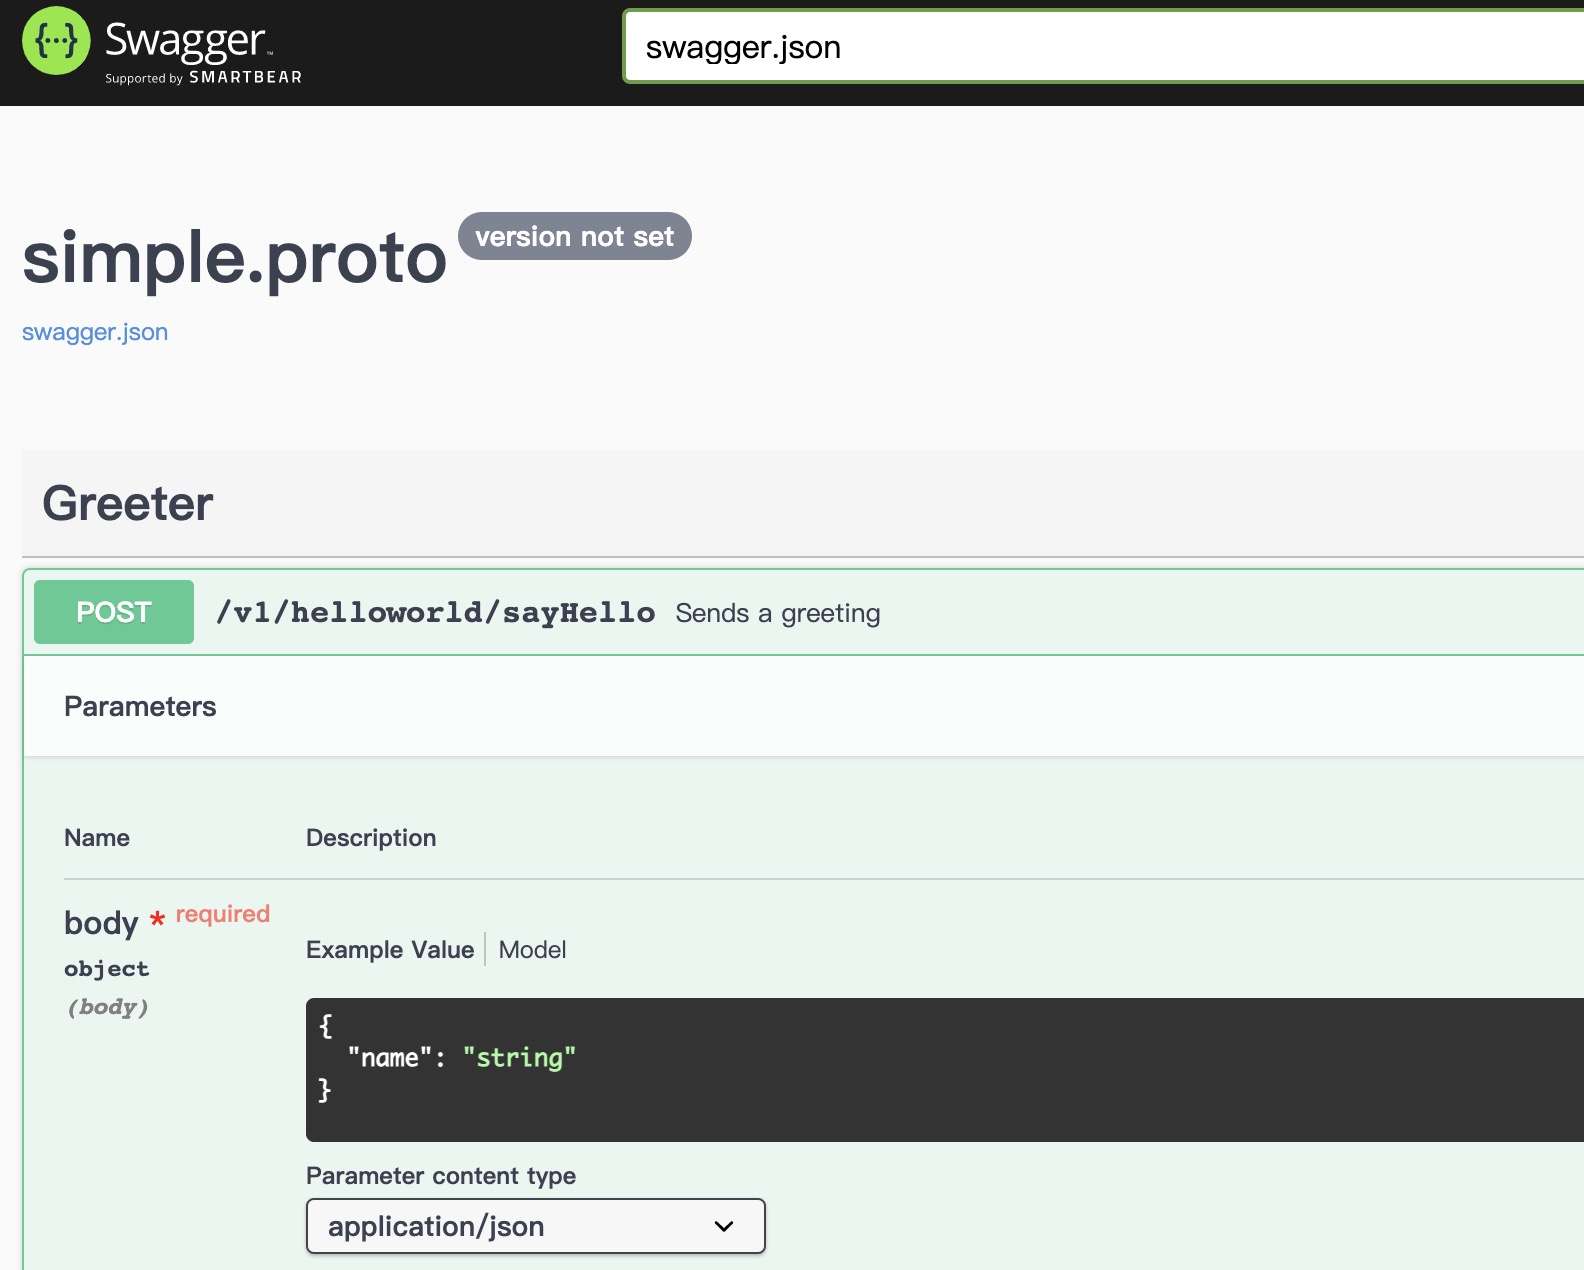 {···} Swagger™
Supported by SMARTBEAR
swagger.json
simple.proto version not set
swagger.json
Greeter
POST /v1/helloworld/sayHello Sends a greeting
Parameters
Name Description
body * required
object
(body)
Example Value Model
{
"name": "string"
}
Parameter content type
application/json